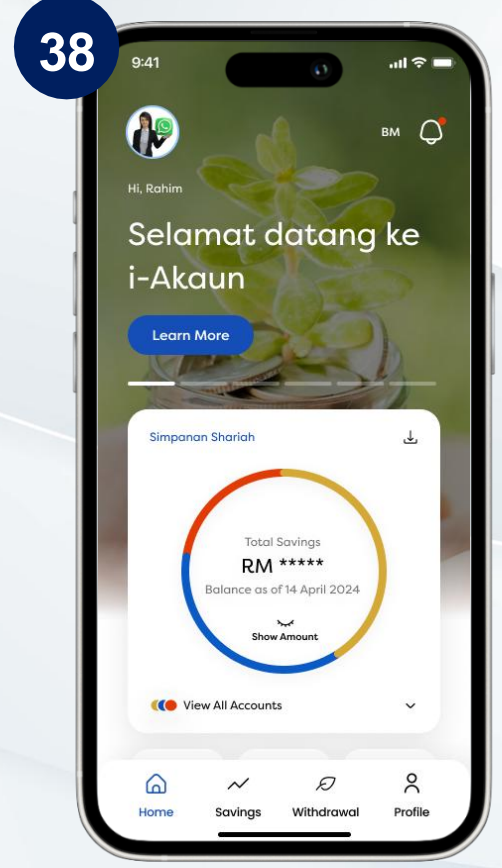 38
9:41
BM
Hi, Rahim
Selamat datang ke
i-Akaun
Learn More
Simpanan Shariah
Total Savings
RM *****
Balance as of 14 April 2024
Show Amount
View All Accounts
Home Savings Withdrawal Profile